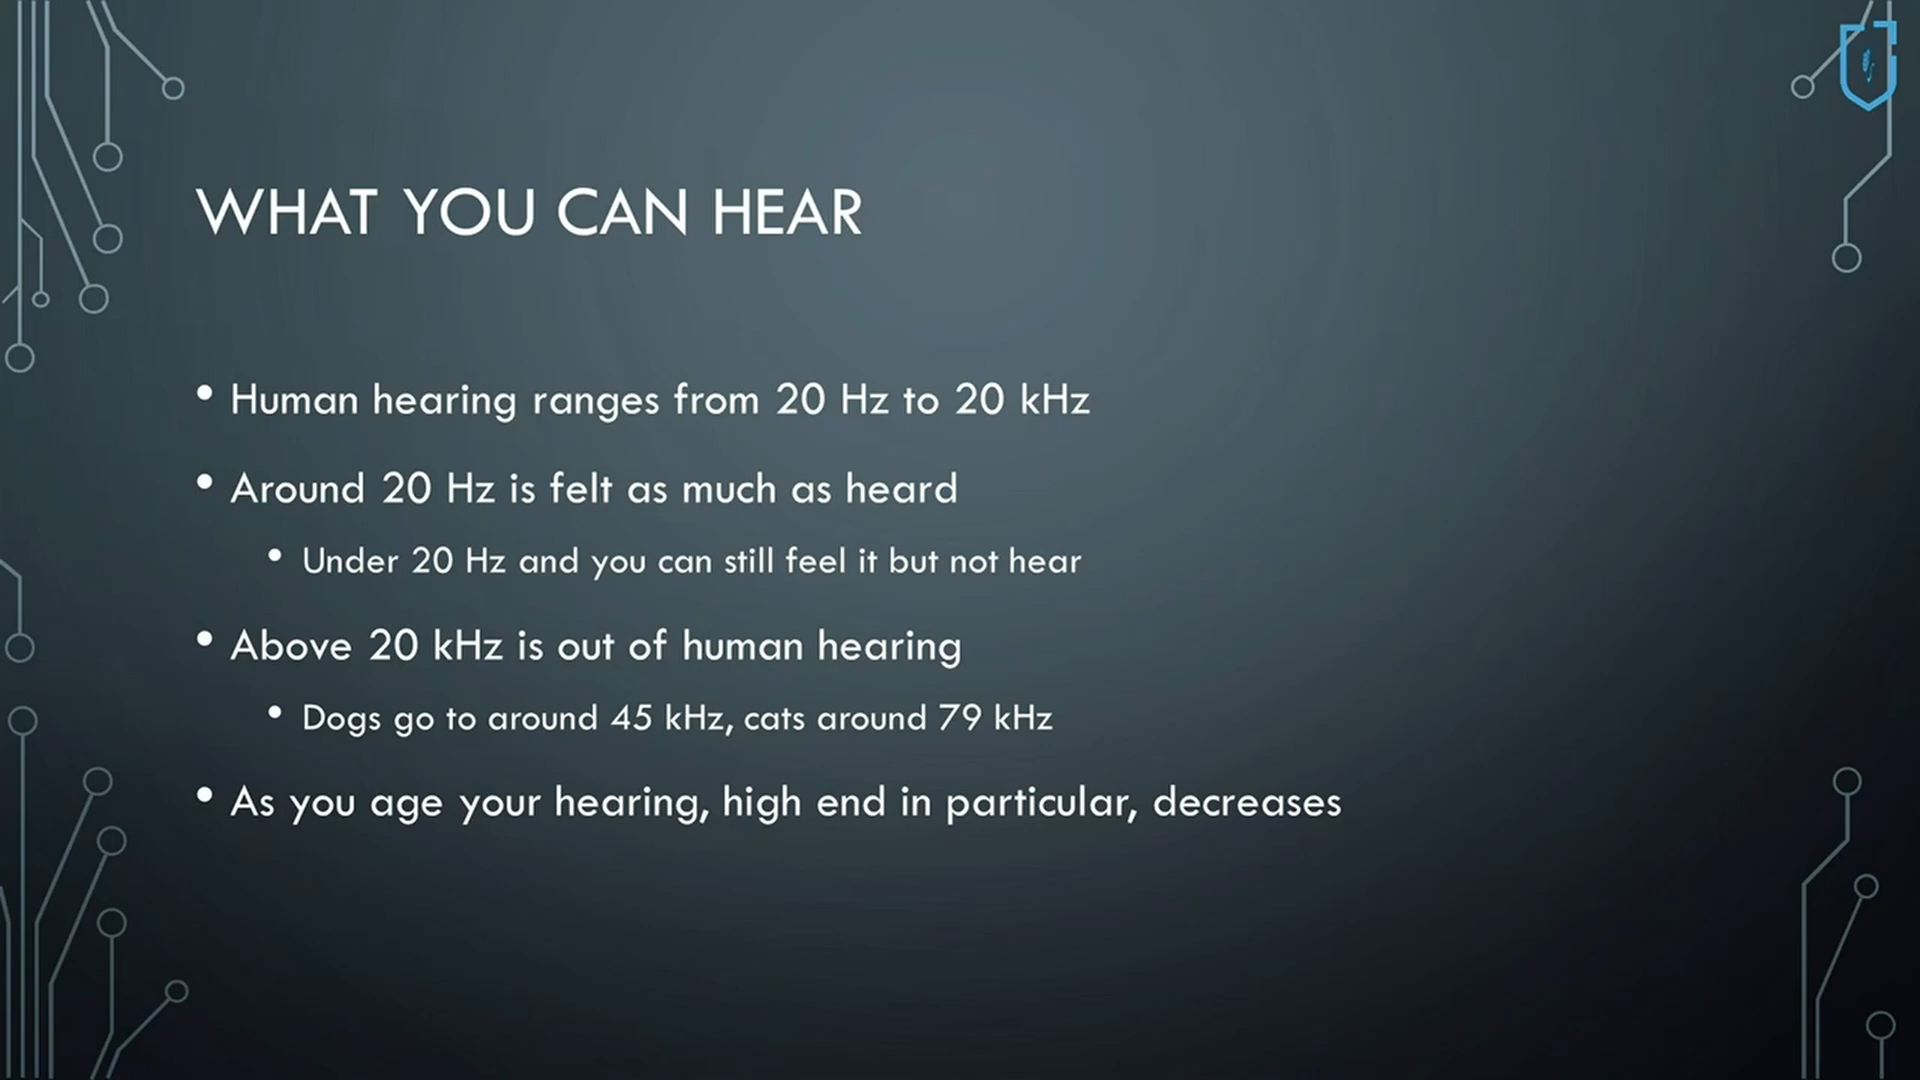 WHAT YOU CAN HEAR
• Human hearing ranges from 20 Hz to 20 kHz
• Around 20 Hz is felt as much as heard
• Under 20 Hz and you can still feel it but not hear
• Above 20 kHz is out of human hearing
• Dogs go to around 45 kHz, cats around 79 kHz
• As you age your hearing, high end in particular, decreases